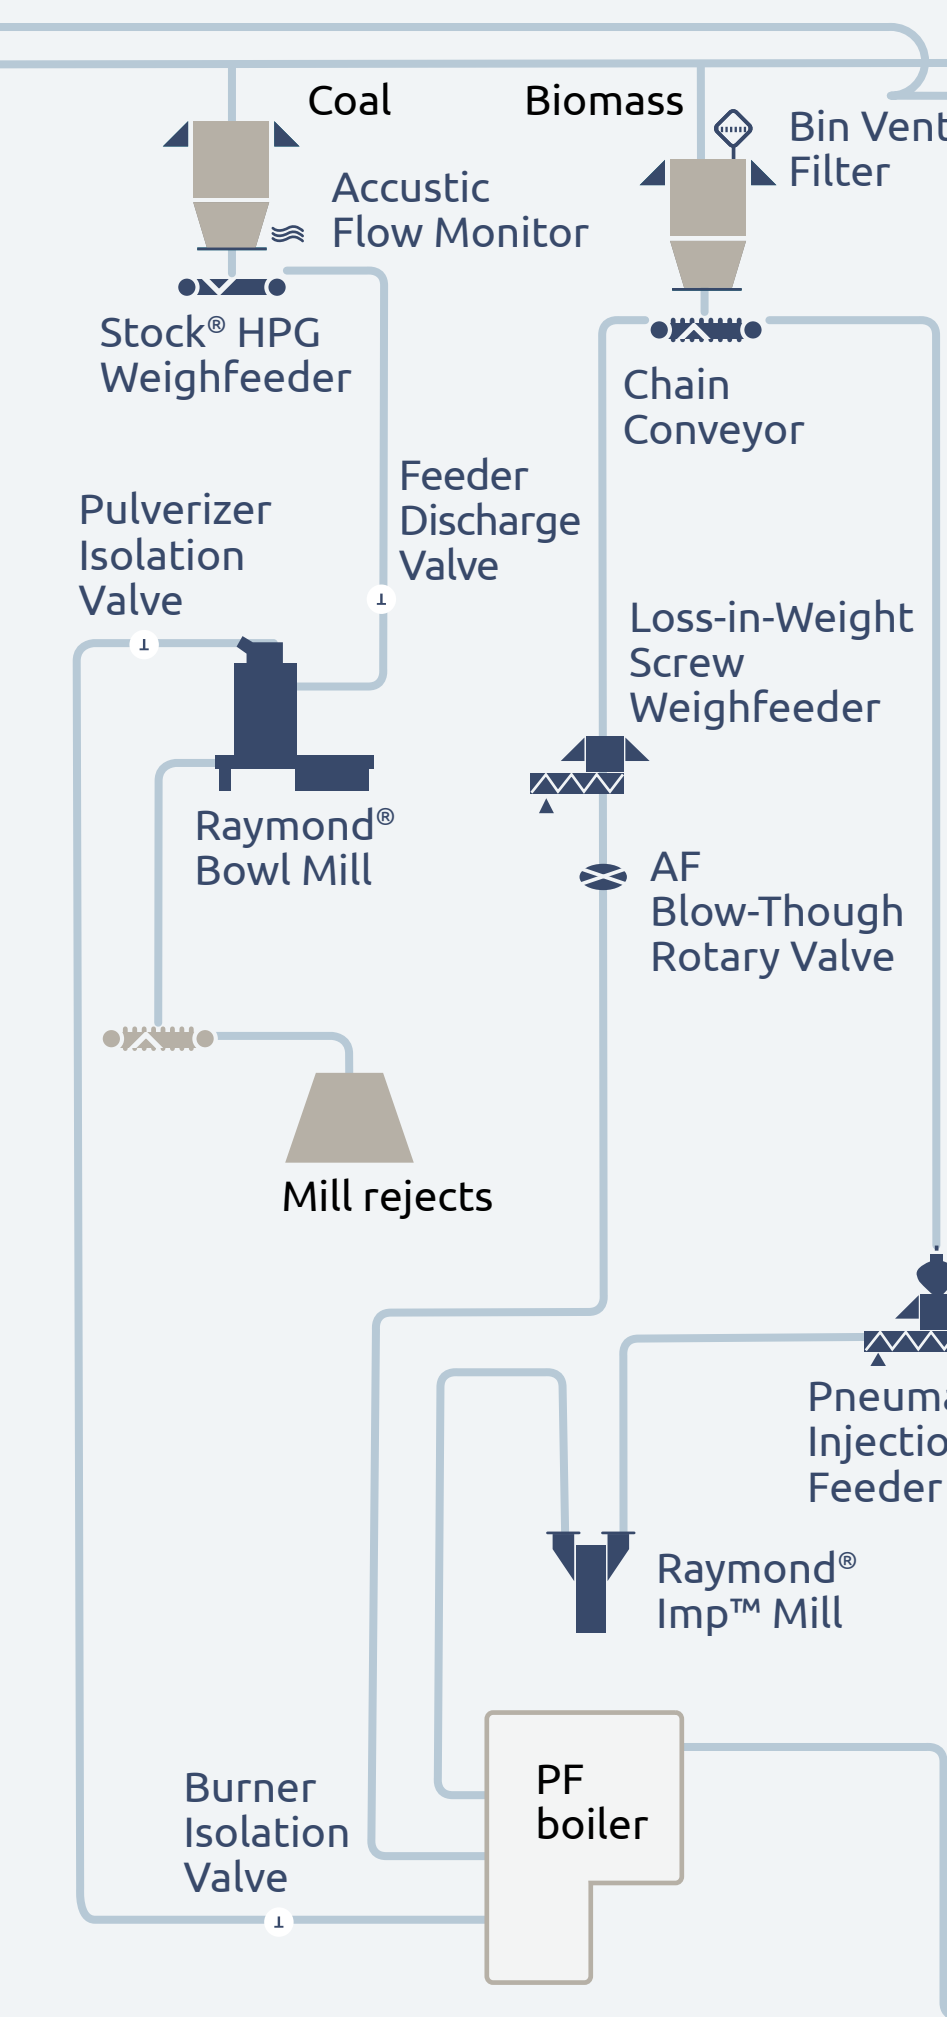 Coal
Biomass
Bin Vent
Filter
Accustic
Flow Monitor
Stock® HPG
Weighfeeder
Chain
Conveyor
Feeder
Discharge
Valve
Pulverizer
Isolation
Valve
Loss-in-Weight
Screw
Weighfeeder
Raymond®
Bowl Mill
AF
Blow-Though
Rotary Valve
Mill rejects
Injectio
Feeder
Raymond®
Imp™ Mill
PF
boiler
Burner
Isolation
Valve